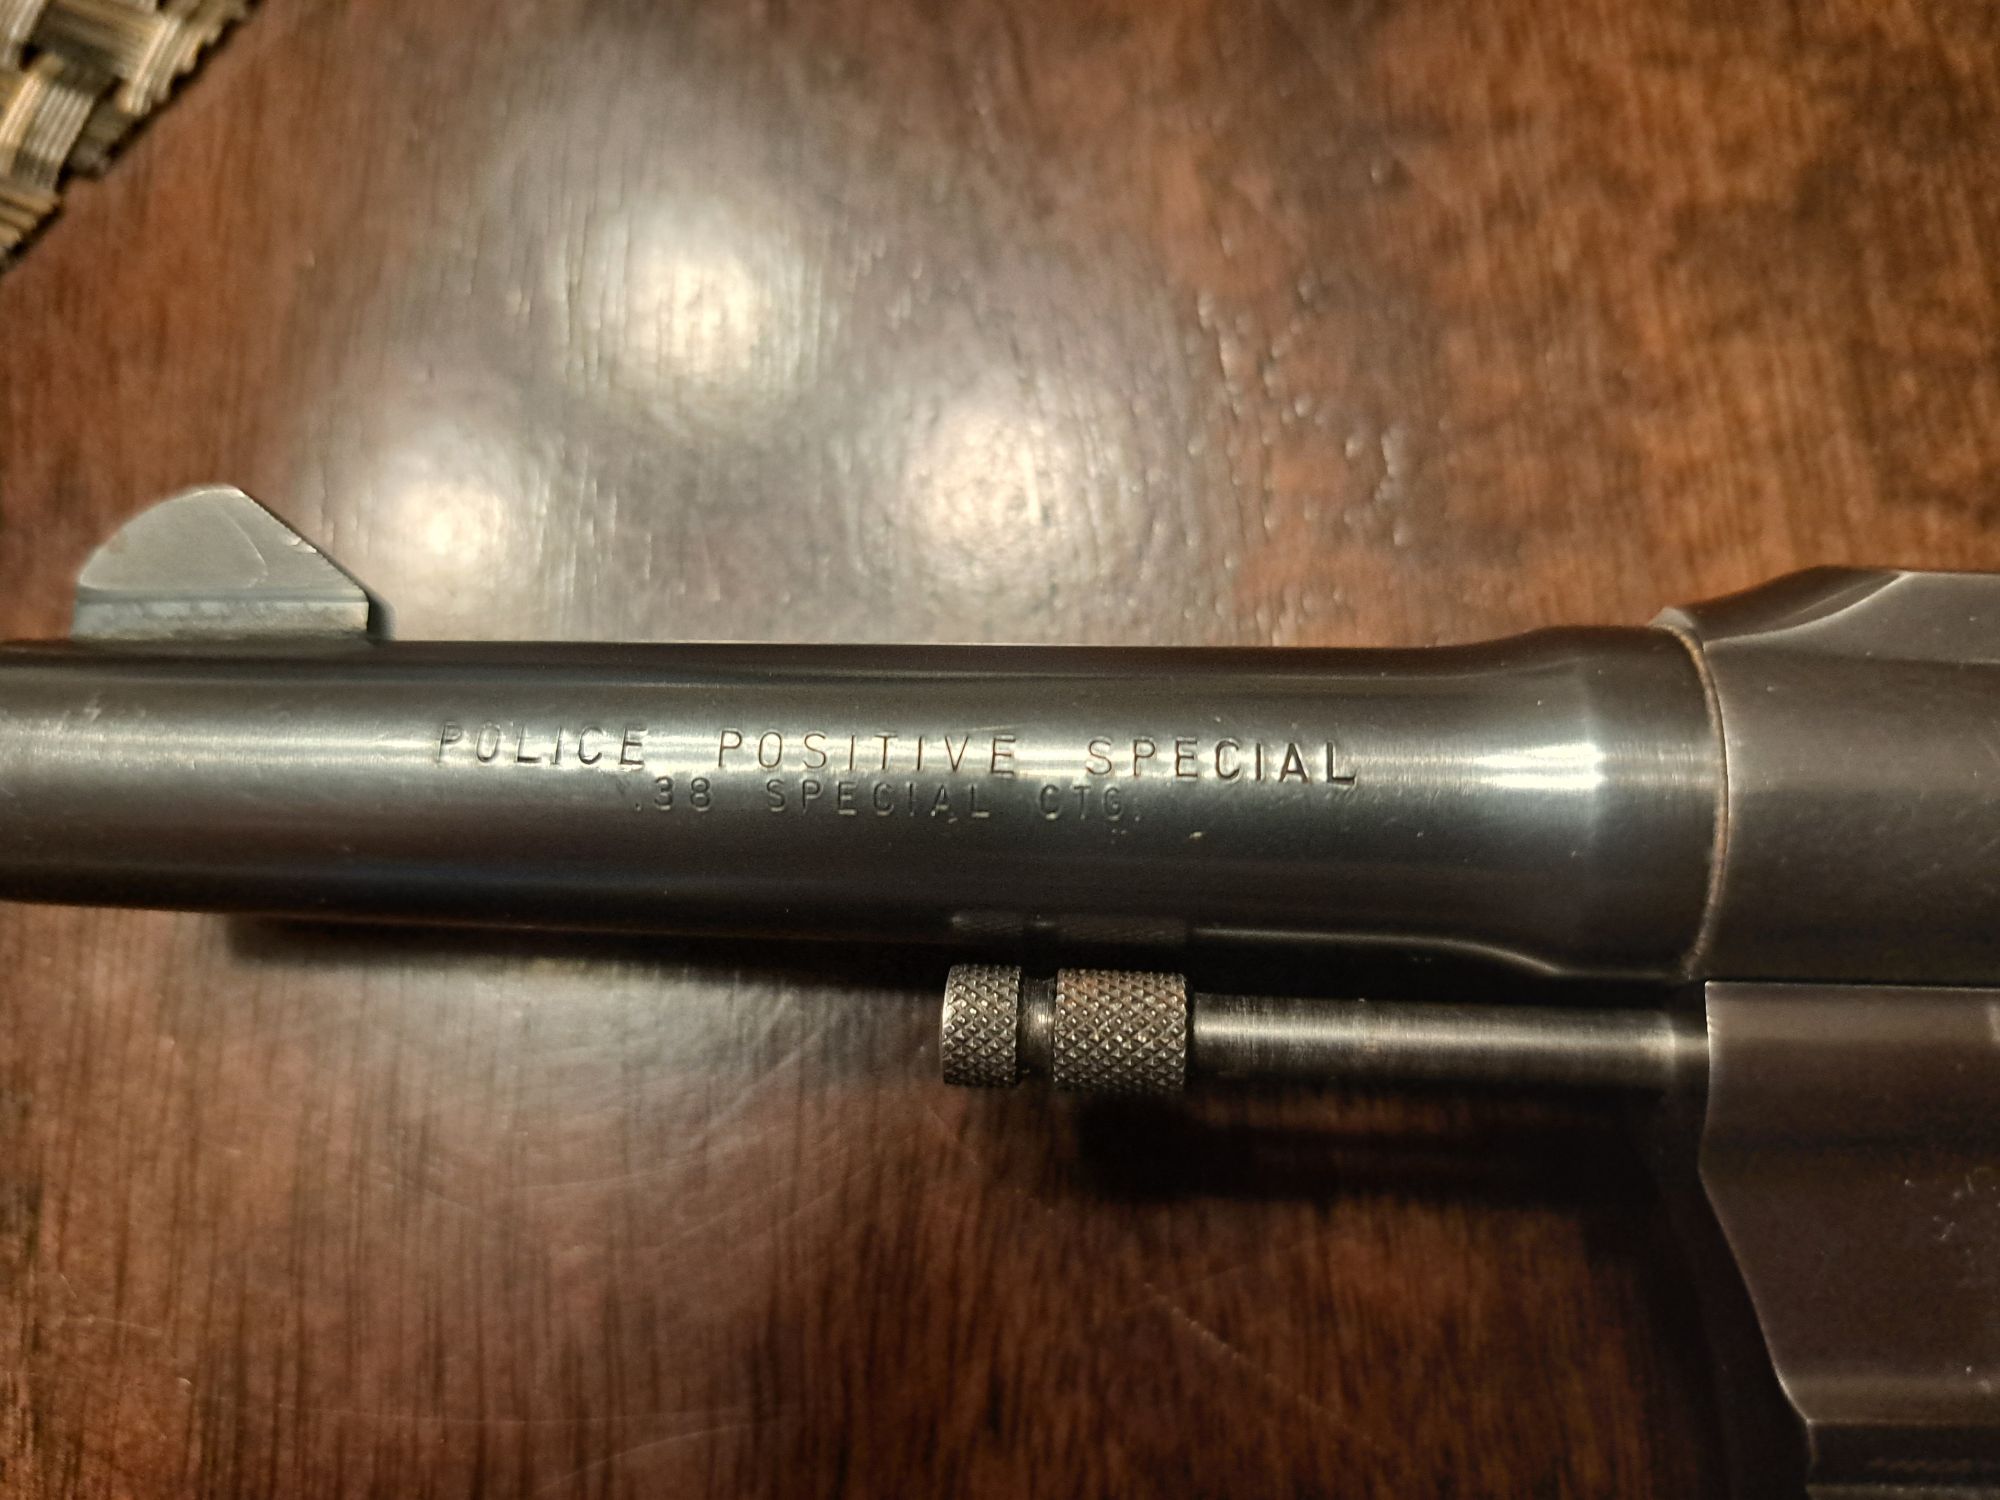 POLICE POSITIVE SPECIAL
.38 SPECIAL CTG.